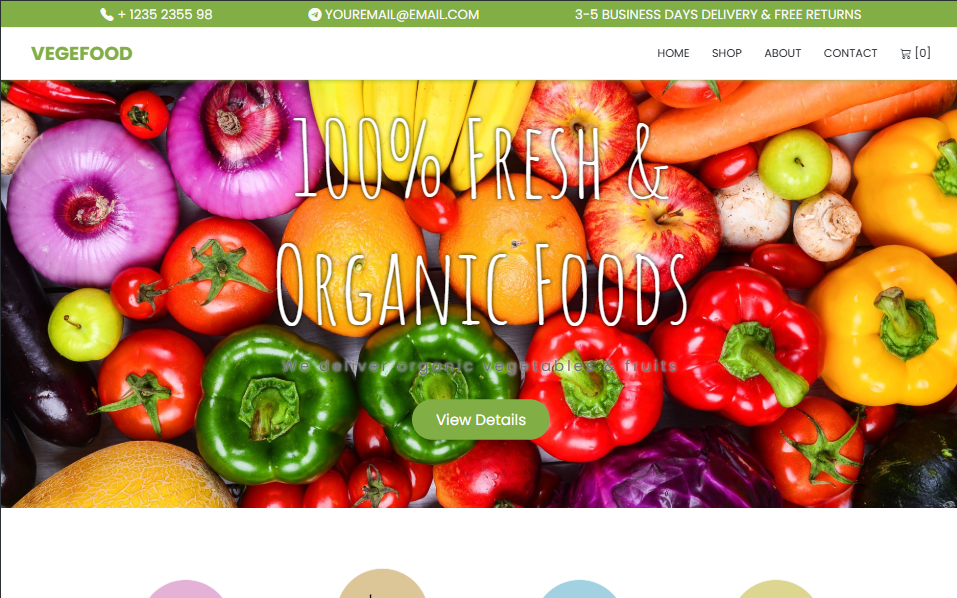 + 1235 2355 98
YOUREMAIL@EMAIL.COM
3-5 BUSINESS DAYS DELIVERY & FREE RETURNS
VEGEFOOD
HOME
SHOP
ABOUT
CONTACT
[0]
100% Fresh &
Organic Foods
We deliver organic vegetables & fruits
View Details